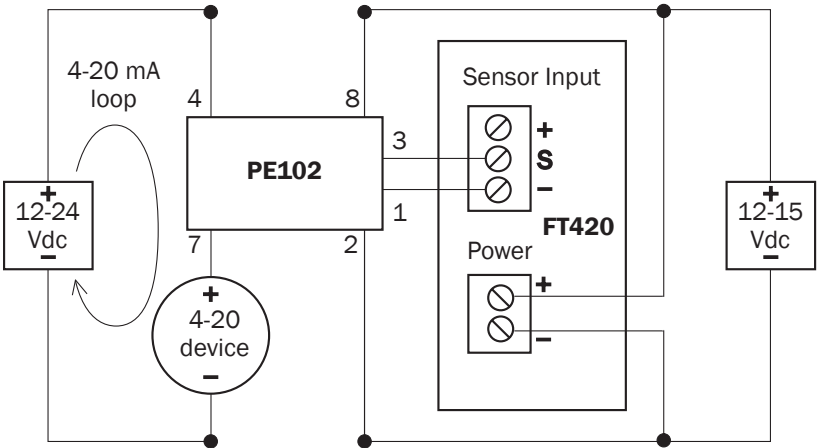 4-20 mA
loop
4
8
Sensor Input
+
S
−
3
PE102
1
+
12-24
Vdc
−
7
2
FT420
Power
+
−
+
12-15
Vdc
−
+
4-20
device
−